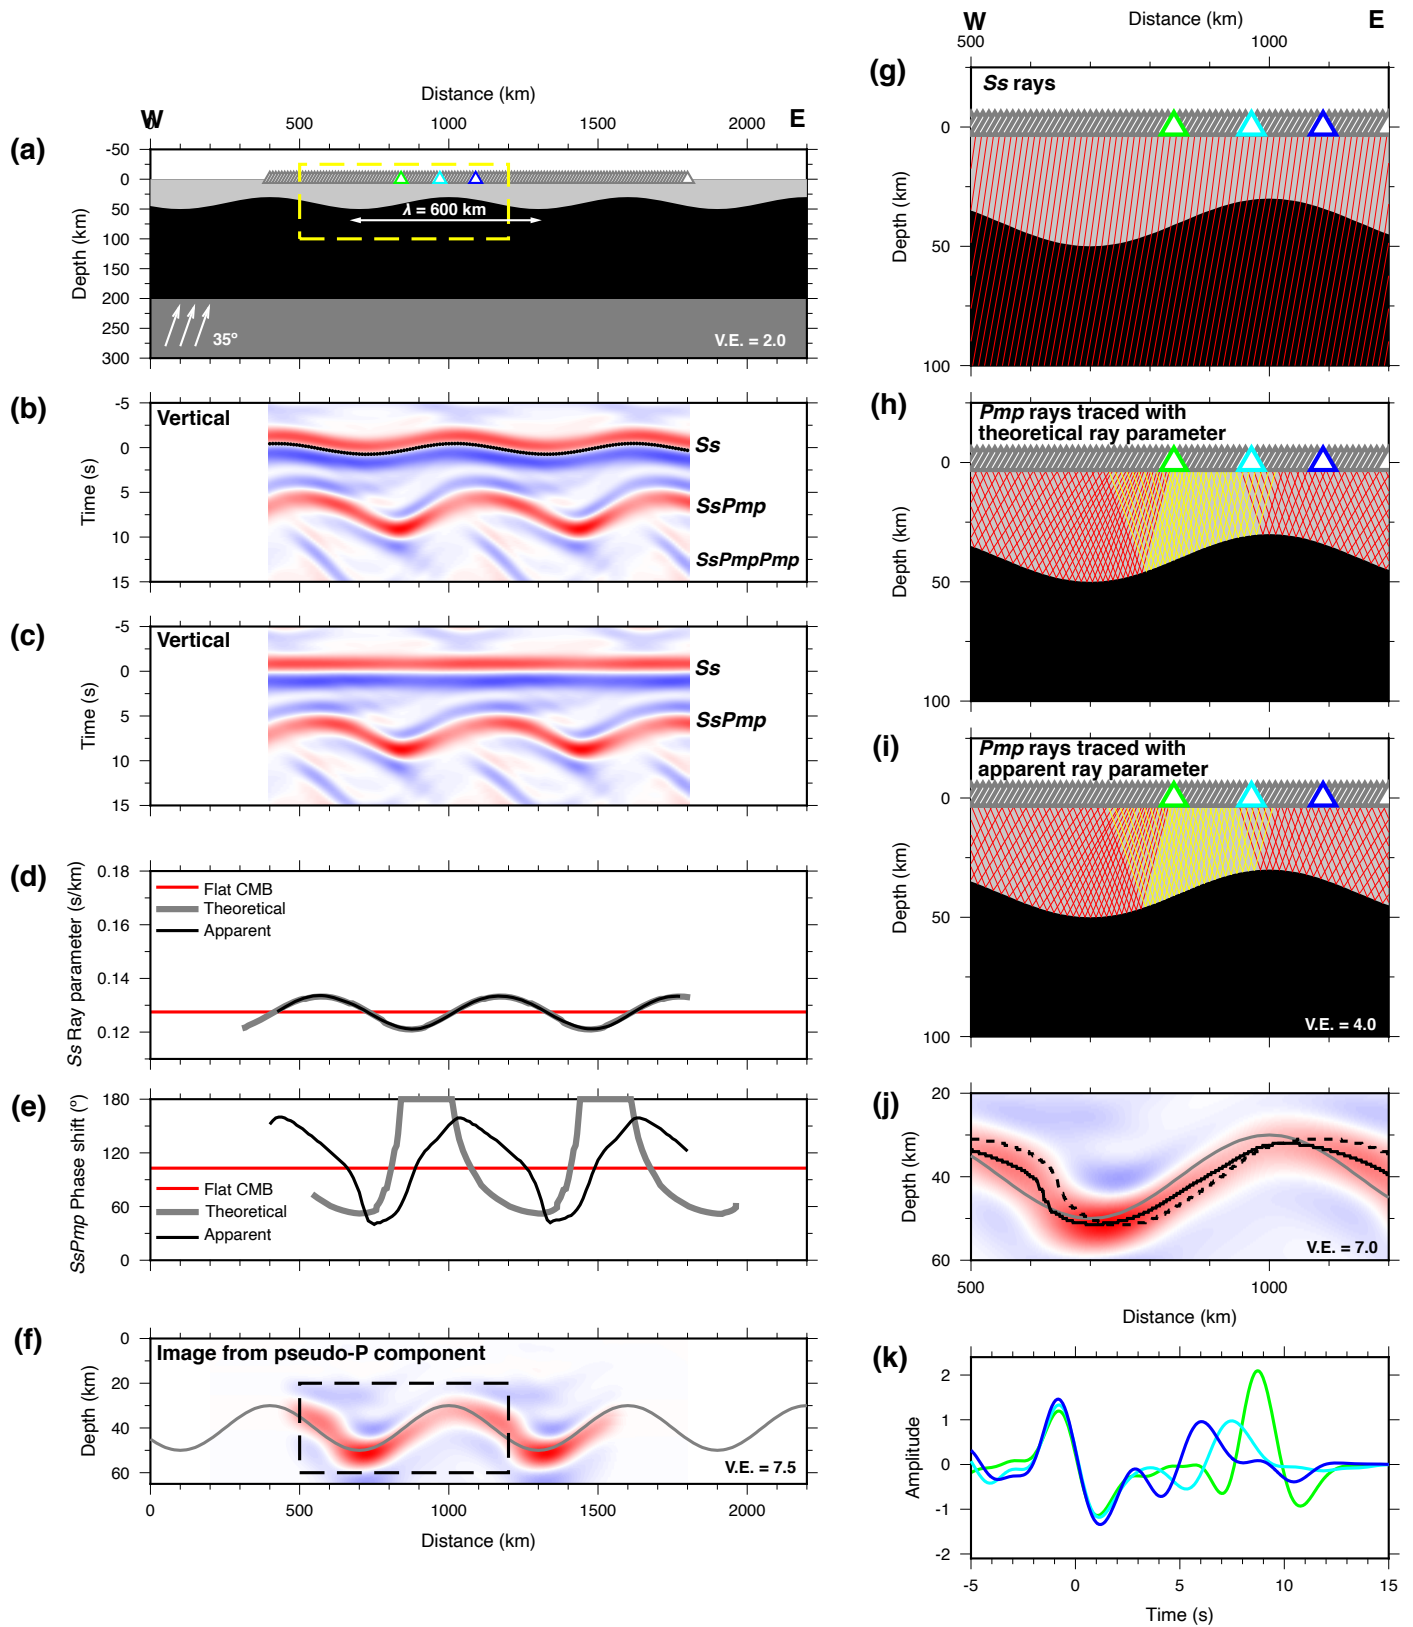 (a)
Distance (km)
W
E
0
500
1000
1500
2000
-50
0
50
100
150
200
250
300
Depth (km)
λ = 600 km
35°
V.E. = 2.0
(b)
Vertical
-5
0
5
10
15
Time (s)
Ss
SsPmp
SsPmpPmp
(c)
Vertical
-5
0
5
10
15
Time (s)
Ss
SsPmp
(d)
0.18
0.16
0.14
0.12
Ss Ray parameter (s/km)
Flat CMB
Theoretical
Apparent
(e)
180
120
60
0
SsPmp Phase shift (°)
Flat CMB
Theoretical
Apparent
(f)
Image from pseudo-P component
0
20
40
60
Depth (km)
V.E. = 7.5
0
500
1000
1500
2000
Distance (km)
W
Distance (km)
E
500
1000
(g)
Ss rays
0
50
100
Depth (km)
(h)
Pmp rays traced with
theoretical ray parameter
0
50
100
Depth (km)
(i)
Pmp rays traced with
apparent ray parameter
0
50
100
Depth (km)
V.E. = 4.0
(j)
20
40
60
Depth (km)
V.E. = 7.0
500
1000
Distance (km)
(k)
2
1
0
-1
-2
Amplitude
-5
0
5
10
15
Time (s)